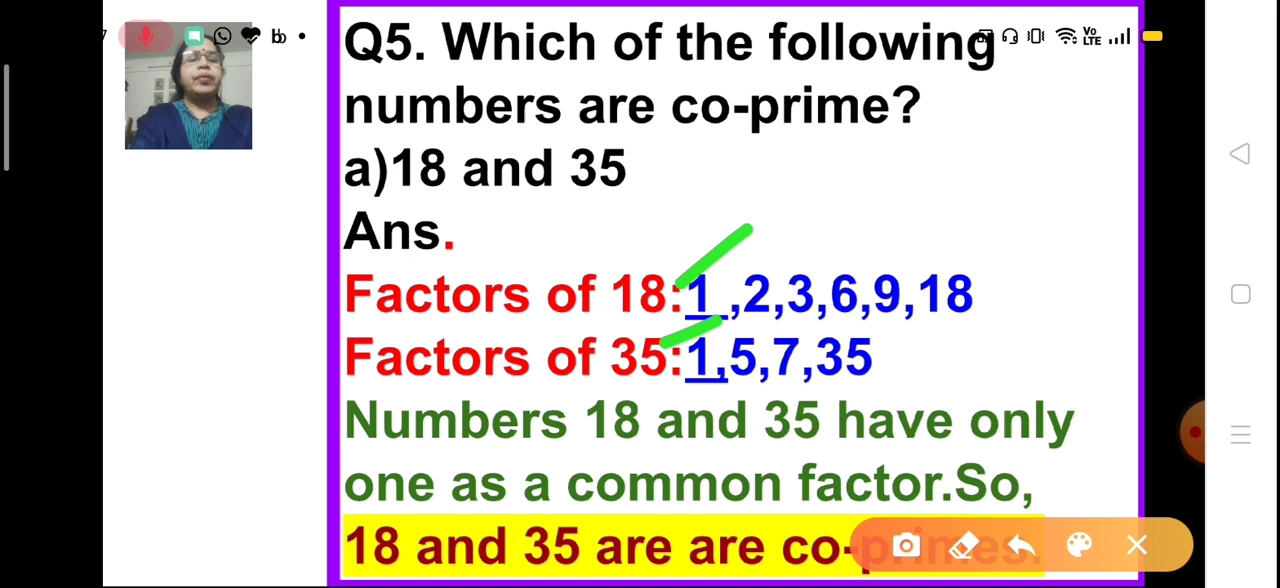 Q5. Which of the following
numbers are co-prime?
a)18 and 35
Ans.
Factors of 18:1 ,2,3,6,9,18
Factors of 35:1,5,7,35
Numbers 18 and 35 have only
one as a common factor.So,
18 and 35 are are co-primes.